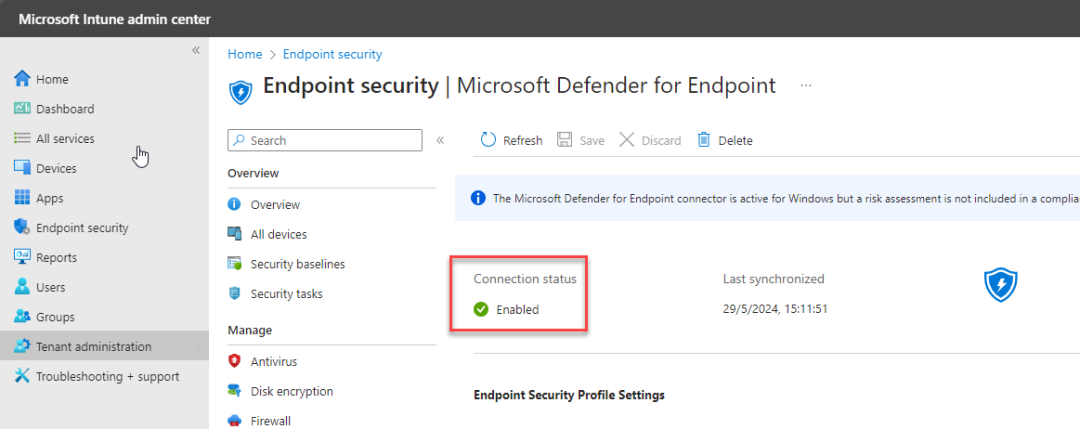 Microsoft Intune admin center
«
Home
Dashboard
All services
Devices
Apps
Endpoint security
Reports
Users
Groups
Tenant administration
Troubleshooting + support
Home > Endpoint security
Endpoint security | Microsoft Defender for Endpoint ...
Search «
Overview
Overview
All devices
Security baselines
Security tasks
Manage
Antivirus
Disk encryption
Firewall
Refresh Save Discard Delete
The Microsoft Defender for Endpoint connector is active for Windows but a risk assessment is not included in a complia
Connection status
Enabled
Last synchronized
29/5/2024, 15:11:51
Endpoint Security Profile Settings